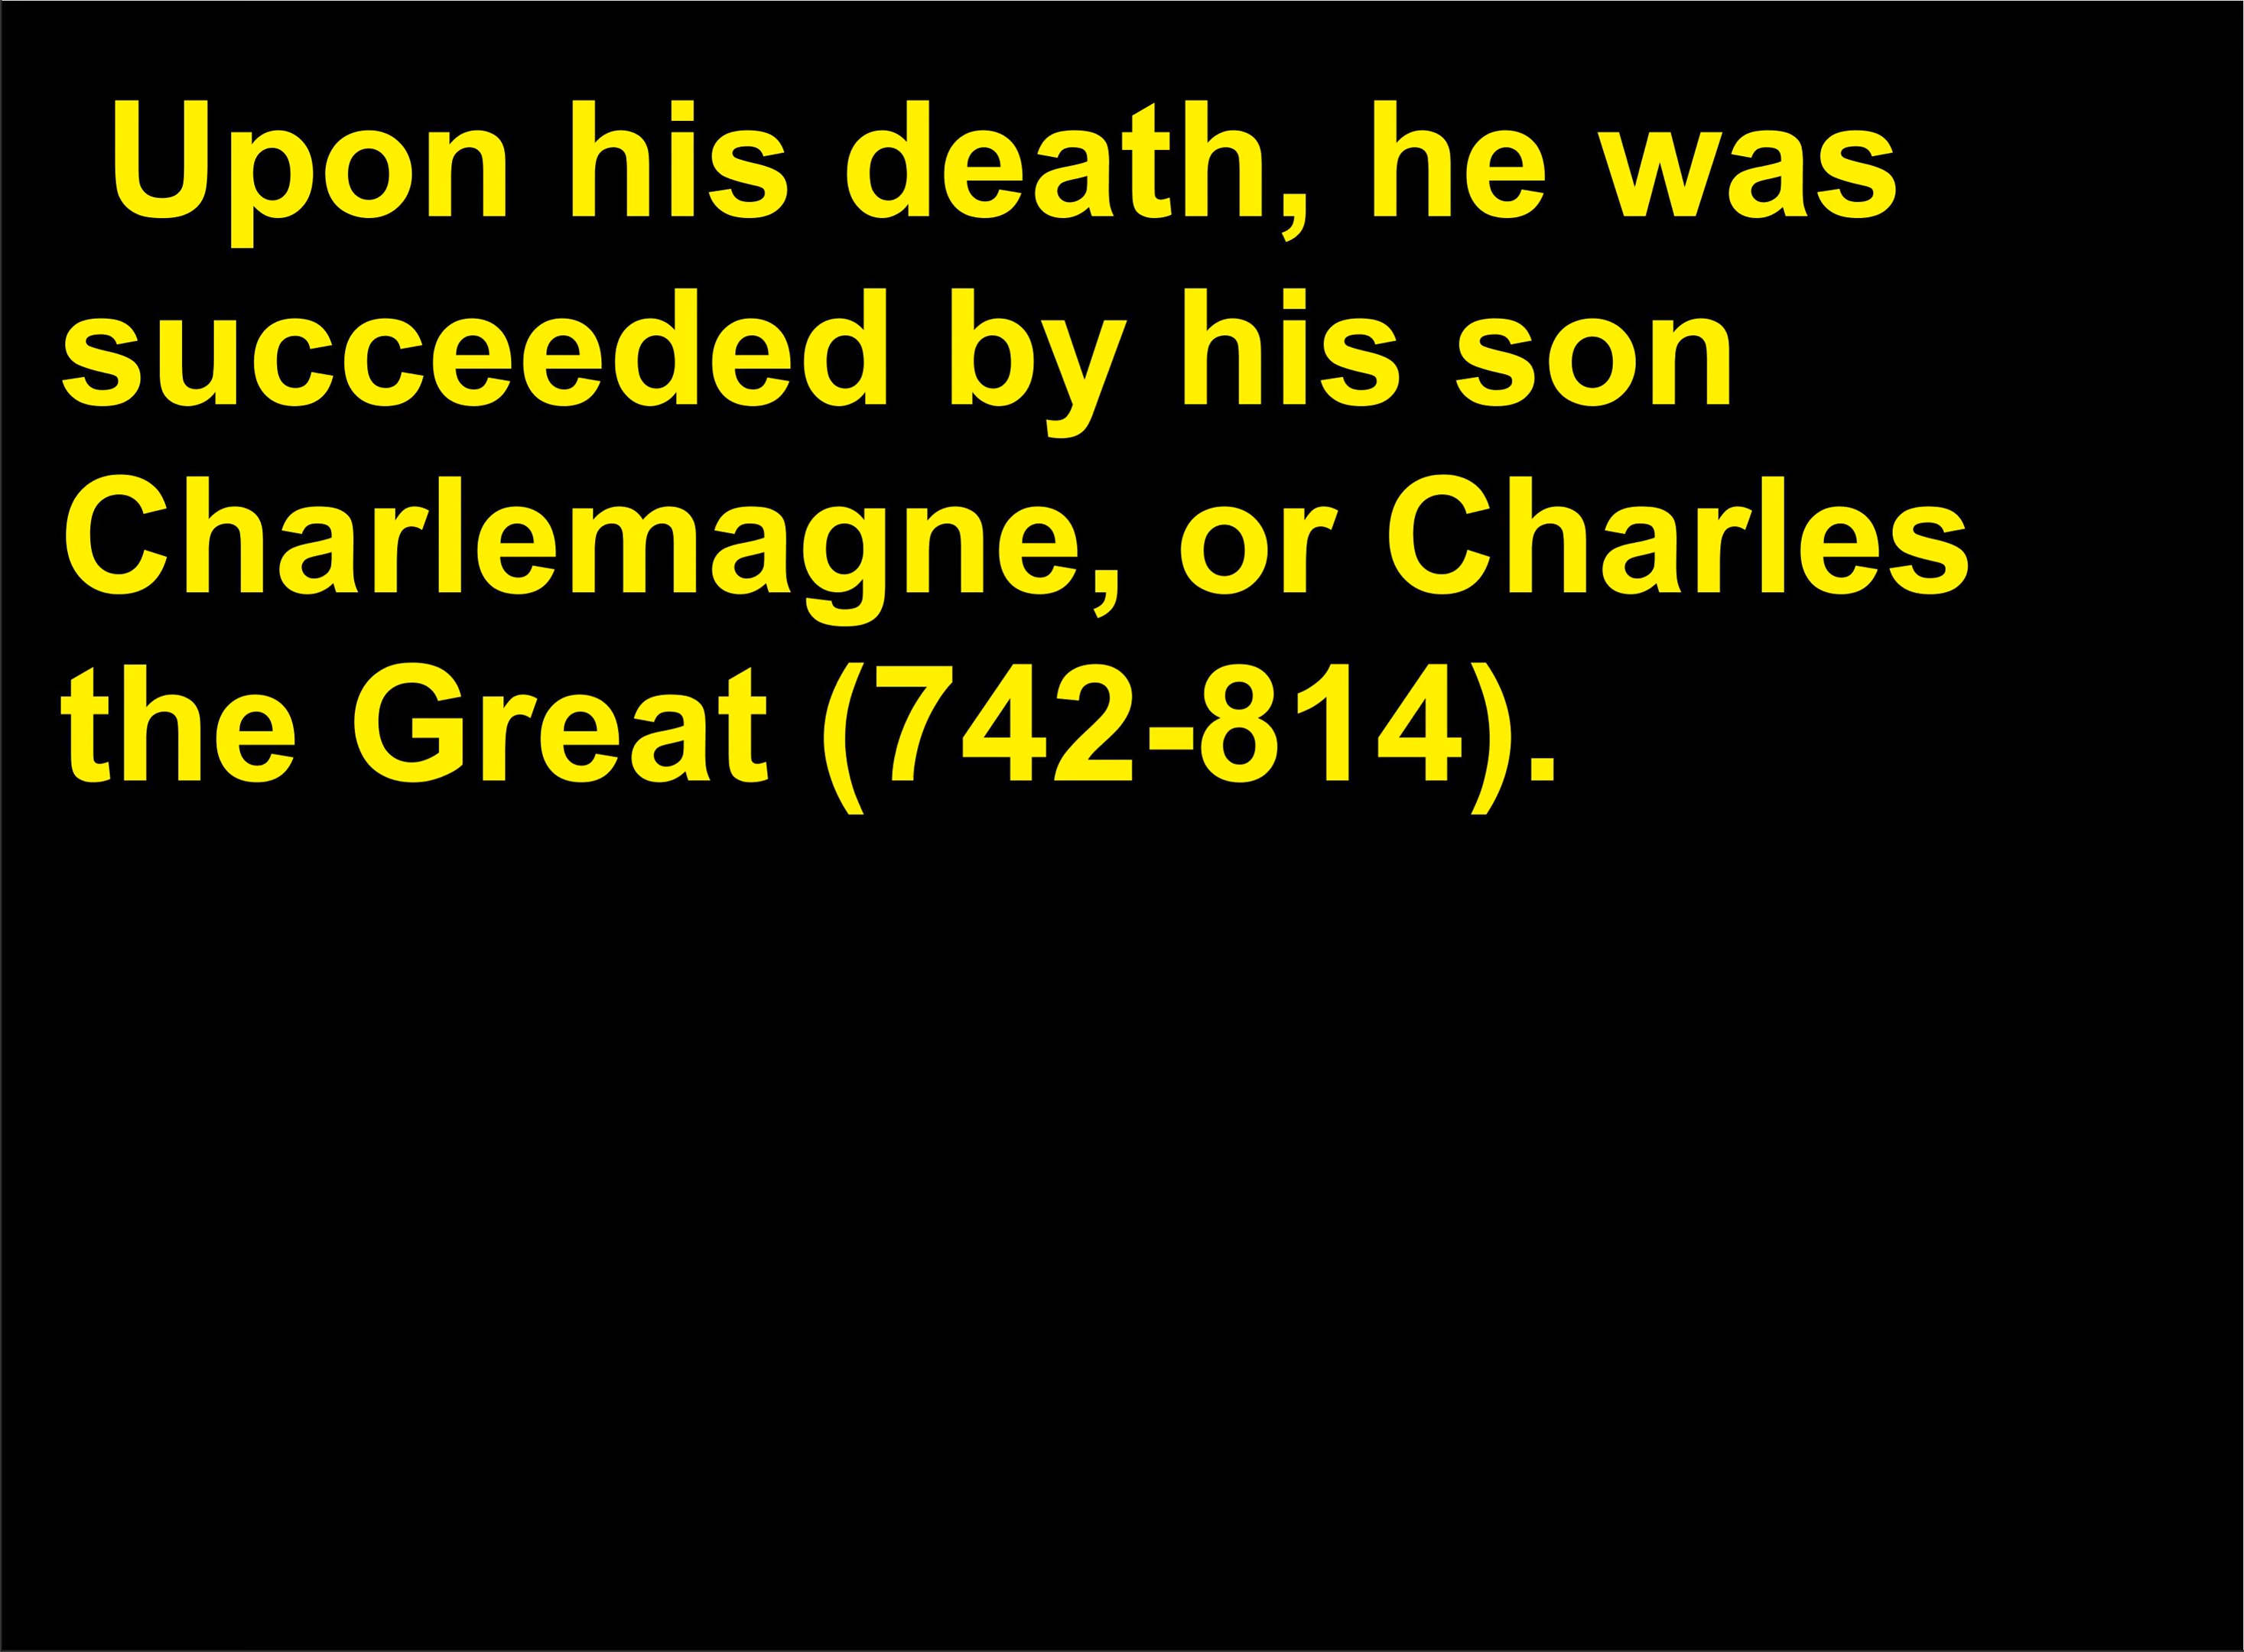 Upon his death, he was
succeeded by his son
Charlemagne, or Charles
the Great (742-814).